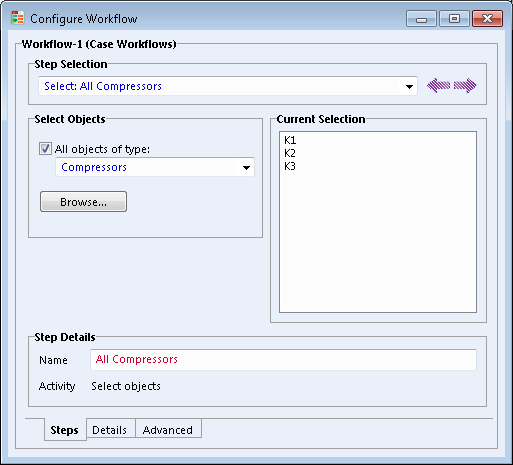 Configure Workflow
Workflow-1 (Case Workflows)
Step Selection
Select: All Compressors
Select Objects
All objects of type:
Compressors
Browse...
Current Selection
K1
K2
K3
Step Details
Name All Compressors
Activity Select objects
Steps Details Advanced